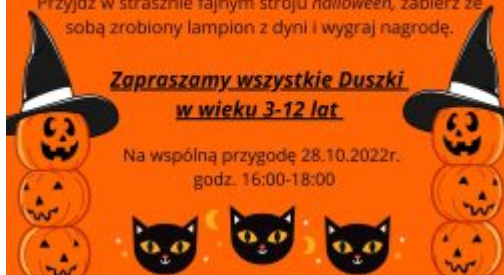 Przyjdź w strasznie fajnym stroju halloween, zabierz ze
sobą zrobiony lampion z dyni i wygraj nagrodę.
Zapraszamy wszystkie Duszki
w wieku 3-12 lat
Na wspólną przygodę 28.10.2022r.
godz. 16:00-18:00